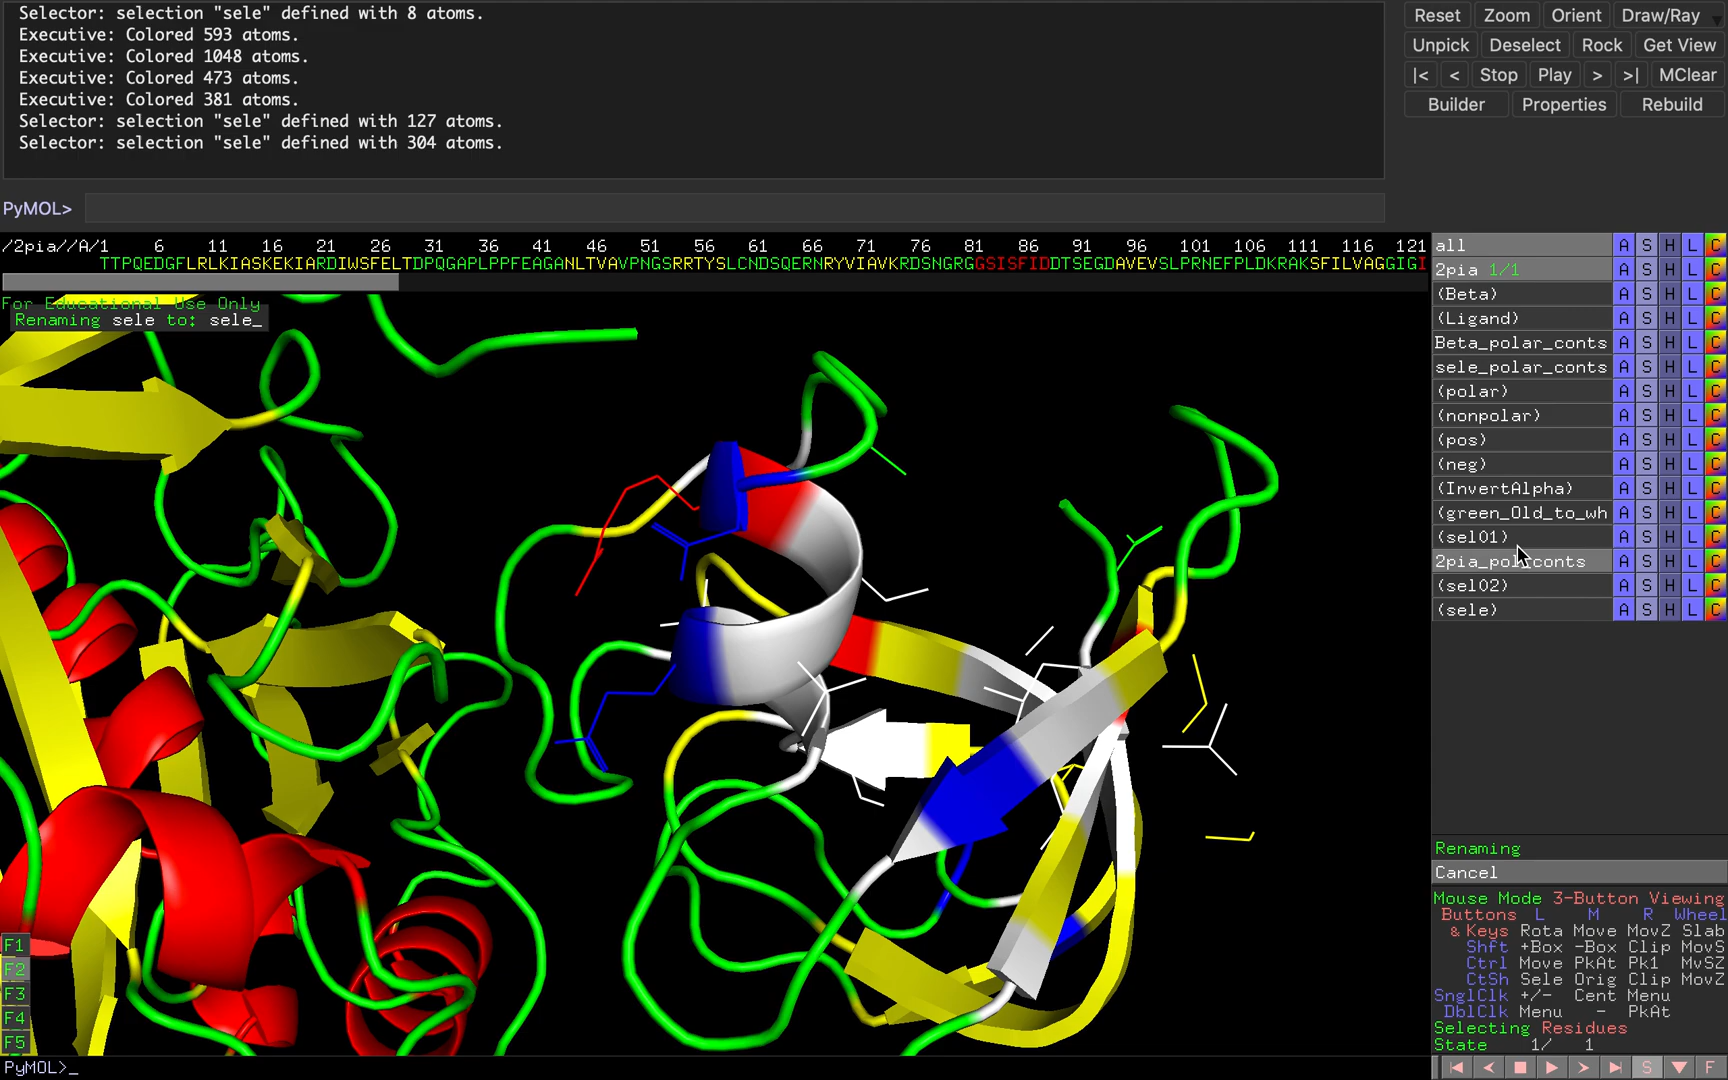 Selector: selection "sele" defined with 8 atoms.
Executive: Colored 593 atoms.
Executive: Colored 1048 atoms.
Executive: Colored 473 atoms.
Executive: Colored 381 atoms.
Selector: selection "sele" defined with 127 atoms.
Selector: selection "sele" defined with 304 atoms.
PyMOL>
Reset Zoom Orient Draw/Ray
Unpick Deselect Rock Get View
|< < Stop Play > >| MClear
Builder Properties Rebuild
/2pia//A/1 6 11 16 21 26 31 36 41 46 51 56 61 66 71 76 81 86 91 96 101 106 111 116 121
TTPQEDGFLRLKIASKEKIARDIWSFELTDPQGAPLPPFEAGANLTVAVPNGSRRTYSLCNDSQERNRYVIAVKRDSNGRGGSISFIDDTSEGDAVEVSLPRNEFPLDKRAKSFILVAGGIGI
For Educational Use Only
Renaming sele to: sele_
all A S H L C
2pia 1/1 A S H L C
(Beta) A S H L C
(Ligand) A S H L C
Beta_polar_conts A S H L C
sele_polar_conts A S H L C
(polar) A S H L C
(nonpolar) A S H L C
(pos) A S H L C
(neg) A S H L C
(InvertAlpha) A S H L C
(green_Old_to_wh A S H L C
(sel01) A S H L C
2pia_pol conts A S H L C
(sel02) A S H L C
(sele) A S H L C
Renaming
Cancel
Mouse Mode 3-Button Viewing
Buttons L M R Wheel
& Keys Rota Move MovZ Slab
Shft +Box -Box Clip MovS
Ctrl Move PkAt Pk1 MvSZ
CtSh Sele Orig Clip MovZ
SnglClk +/- Cent Menu
DblClk Menu - PkAt
Selecting Residues
State 1/ 1
F1
F2
F3
F4
F5
PyMOL>_
S F